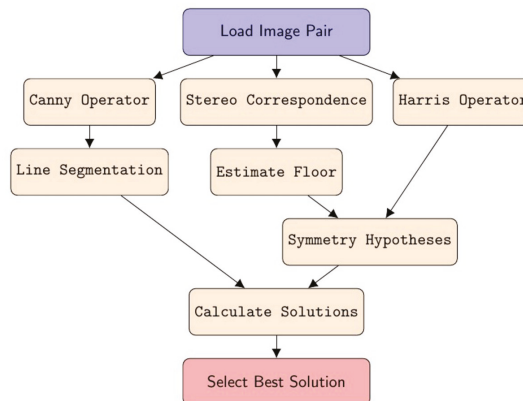 Load Image Pair
Canny Operator
Stereo Correspondence
Harris Operator
Line Segmentation
Estimate Floor
Symmetry Hypotheses
Calculate Solutions
Select Best Solution